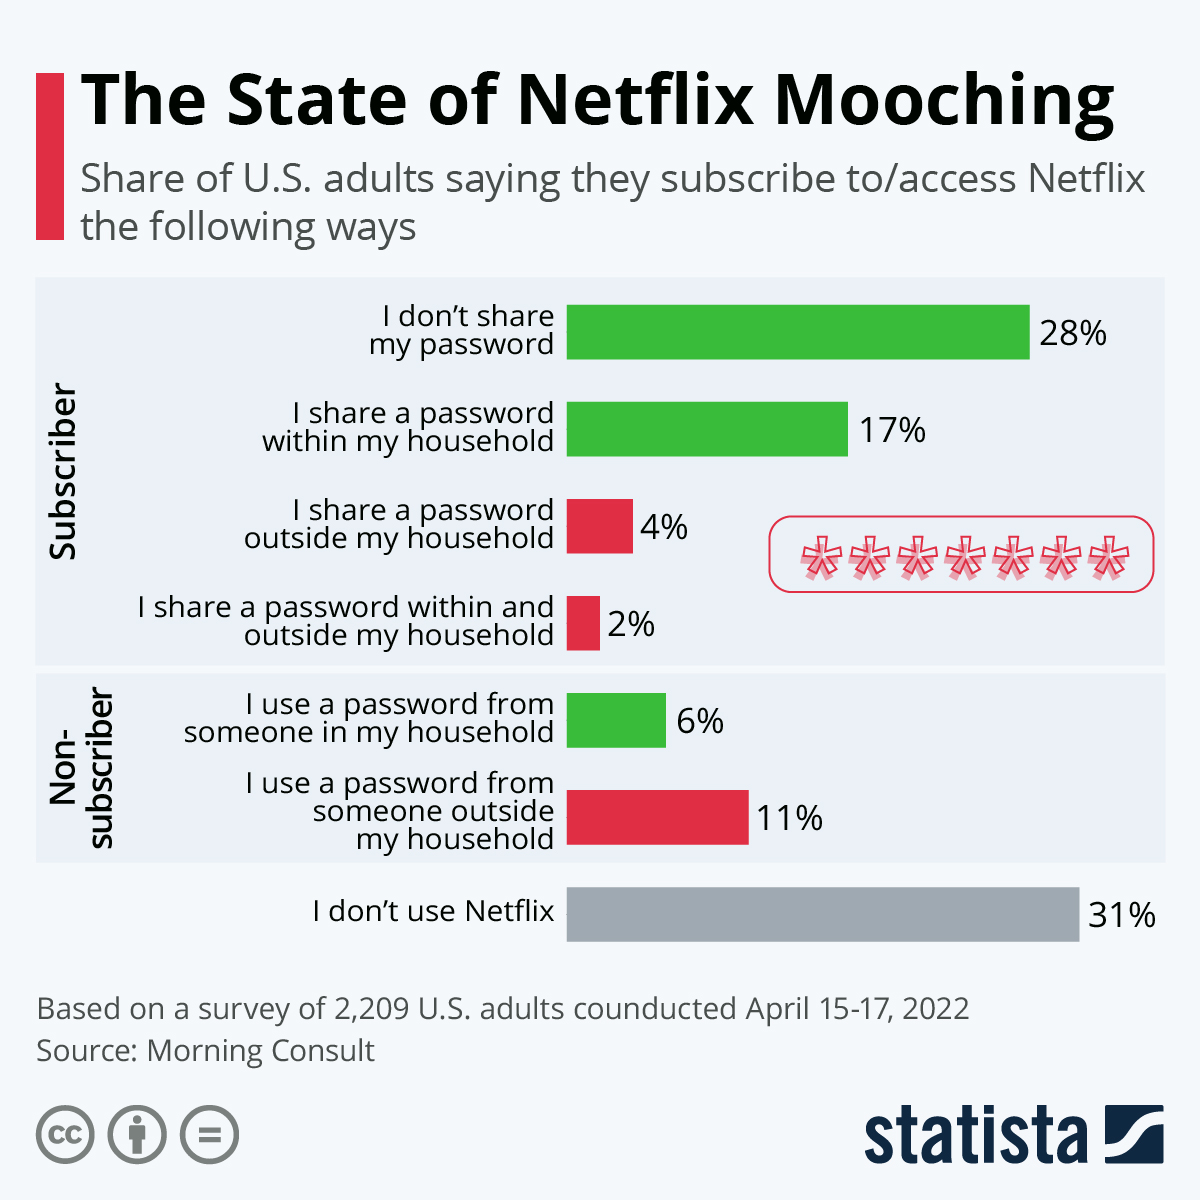 The State of Netflix Mooching
Share of U.S. adults saying they subscribe to/access Netflix
the following ways
Subscriber
I don’t share
my password
28%
I share a password
within my household
17%
I share a password
outside my household
4%
*******
I share a password within and
outside my household
2%
Non-
subscriber
I use a password from
someone in my household
6%
I use a password from
someone outside
my household
11%
I don’t use Netflix
31%
Based on a survey of 2,209 U.S. adults counducted April 15-17, 2022
Source: Morning Consult
cc
statista